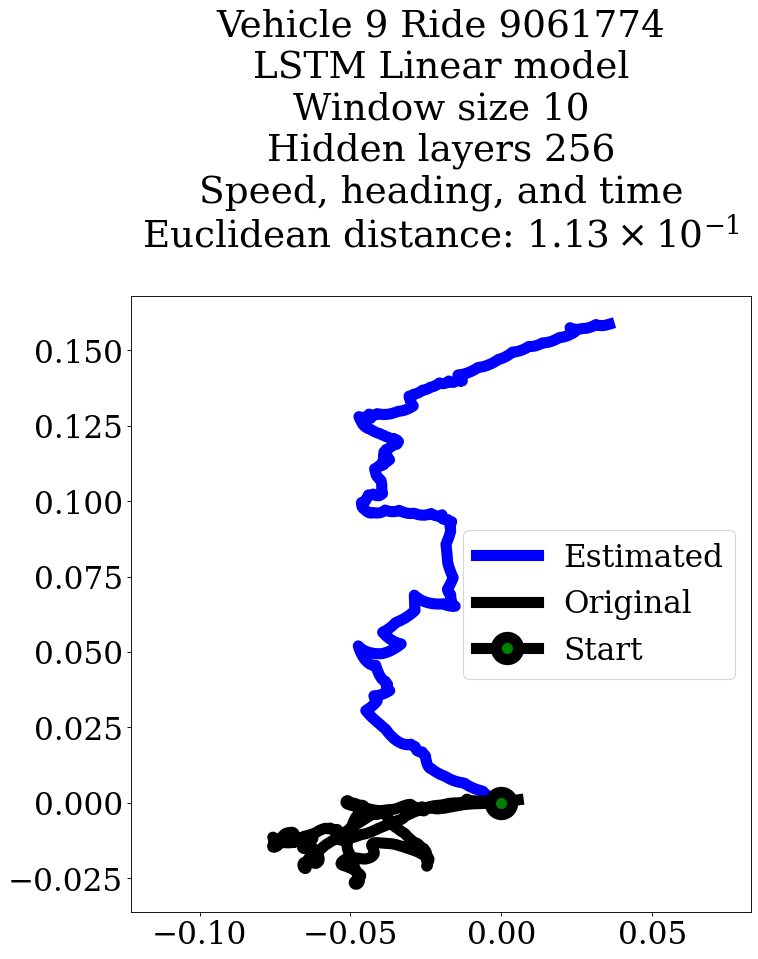 Vehicle 9 Ride 9061774
LSTM Linear model
Window size 10
Hidden layers 256
Speed, heading, and time
Euclidean distance: 1.13 × 10⁻¹
0.150
0.125
0.100
0.075
0.050
0.025
0.000
−0.025
Estimated
Original
Start
−0.10
−0.05
0.00
0.05